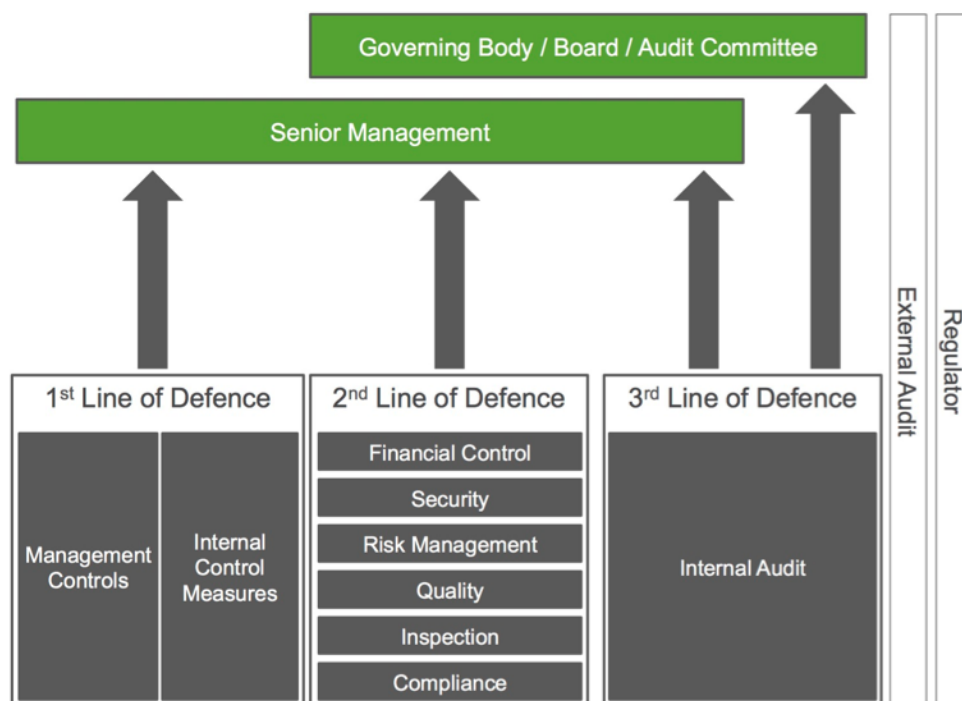 Governing Body / Board / Audit Committee
Senior Management
1st Line of Defence
Management
Controls
Internal
Control
Measures
2nd Line of Defence
Financial Control
Security
Risk Management
Quality
Inspection
Compliance
3rd Line of Defence
Internal Audit
External Audit
Regulator